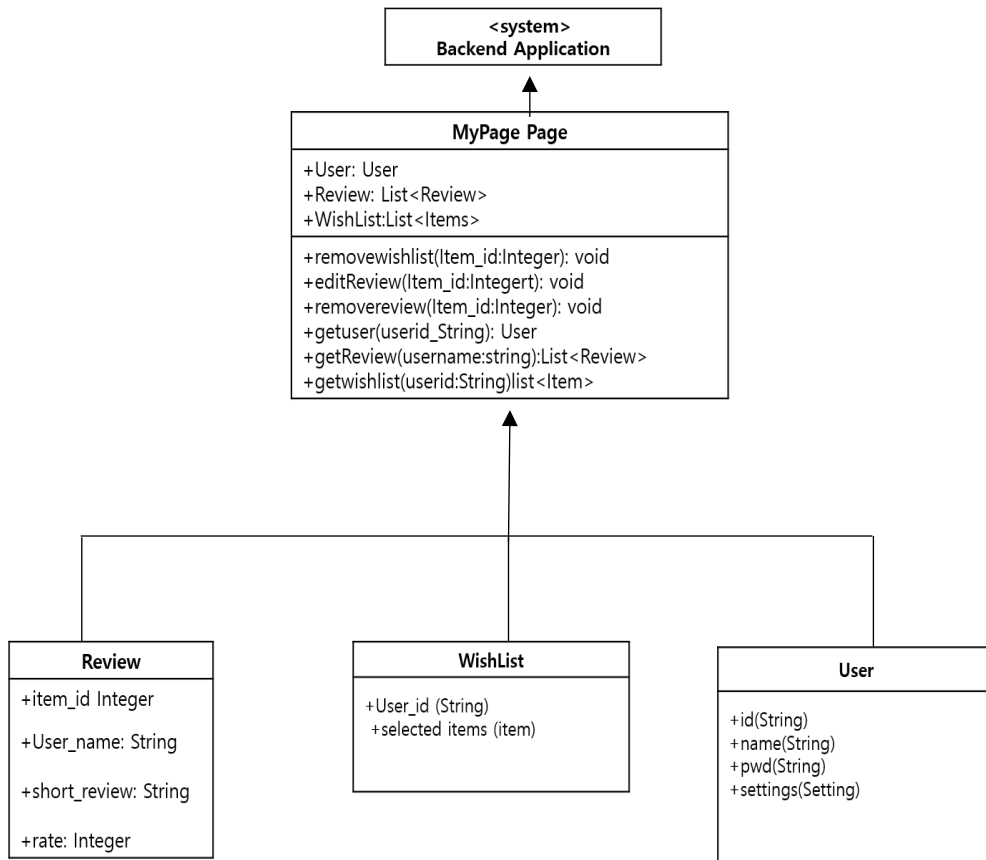 <system>
Backend Application
MyPage Page
+User: User
+Review: List<Review>
+WishList:List<Items>
+removewishlist(Item_id:Integer): void
+editReview(Item_id:Integert): void
+removereview(Item_id:Integer): void
+getuser(userid_String): User
+getReview(username:string):List<Review>
+getwishlist(userid:String)list<Item>
Review
+item_id Integer
+User_name: String
+short_review: String
+rate: Integer
WishList
+User_id (String)
+selected items (item)
User
+id(String)
+name(String)
+pwd(String)
+settings(Setting)